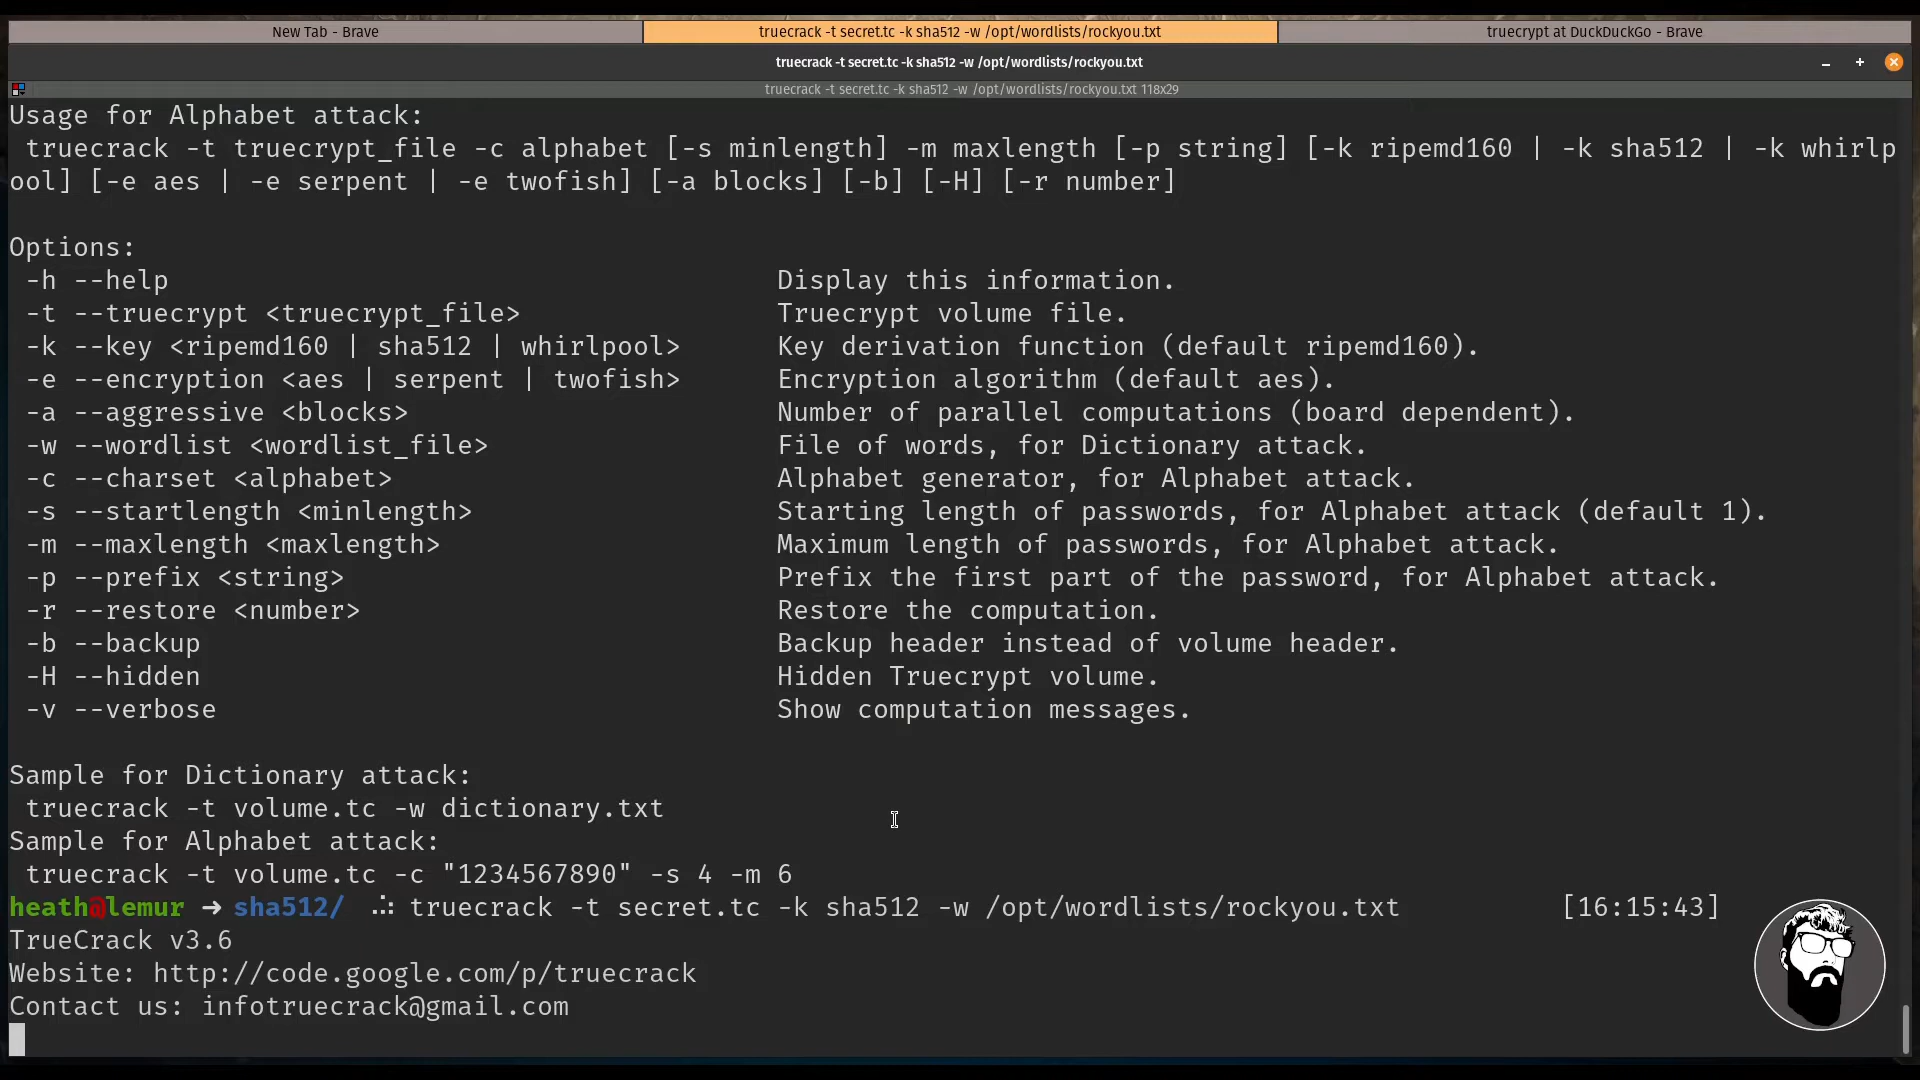 New Tab - Brave
truecrack -t secret.tc -k sha512 -w /opt/wordlists/rockyou.txt
truecrypt at DuckDuckGo - Brave
truecrack -t secret.tc -k sha512 -w /opt/wordlists/rockyou.txt
truecrack -t secret.tc -k sha512 -w /opt/wordlists/rockyou.txt 118x29
Usage for Alphabet attack:
truecrack -t truecrypt_file -c alphabet [-s minlength] -m maxlength [-p string] [-k ripemd160 | -k sha512 | -k whirlp
ool] [-e aes | -e serpent | -e twofish] [-a blocks] [-b] [-H] [-r number]
Options:
-h --help Display this information.
-t --truecrypt <truecrypt_file> Truecrypt volume file.
-k --key <ripemd160 | sha512 | whirlpool> Key derivation function (default ripemd160).
-e --encryption <aes | serpent | twofish> Encryption algorithm (default aes).
-a --aggressive <blocks> Number of parallel computations (board dependent).
-w --wordlist <wordlist_file> File of words, for Dictionary attack.
-c --charset <alphabet> Alphabet generator, for Alphabet attack.
-s --startlength <minlength> Starting length of passwords, for Alphabet attack (default 1).
-m --maxlength <maxlength> Maximum length of passwords, for Alphabet attack.
-p --prefix <string> Prefix the first part of the password, for Alphabet attack.
-r --restore <number> Restore the computation.
-b --backup Backup header instead of volume header.
-H --hidden Hidden Truecrypt volume.
-v --verbose Show computation messages.
Sample for Dictionary attack:
truecrack -t volume.tc -w dictionary.txt
Sample for Alphabet attack:
truecrack -t volume.tc -c "1234567890" -s 4 -m 6
heath@lemur ➜ sha512/ .:. truecrack -t secret.tc -k sha512 -w /opt/wordlists/rockyou.txt [16:15:43]
TrueCrack v3.6
Website: http://code.google.com/p/truecrack
Contact us: infotruecrack@gmail.com